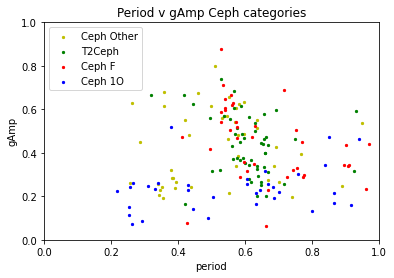 Period v gAmp Ceph categories
Ceph Other
T2Ceph
Ceph F
Ceph 1O
gAmp
1.0
0.8
0.6
0.4
0.2
0.0
0.0 0.2 0.4 0.6 0.8 1.0
period